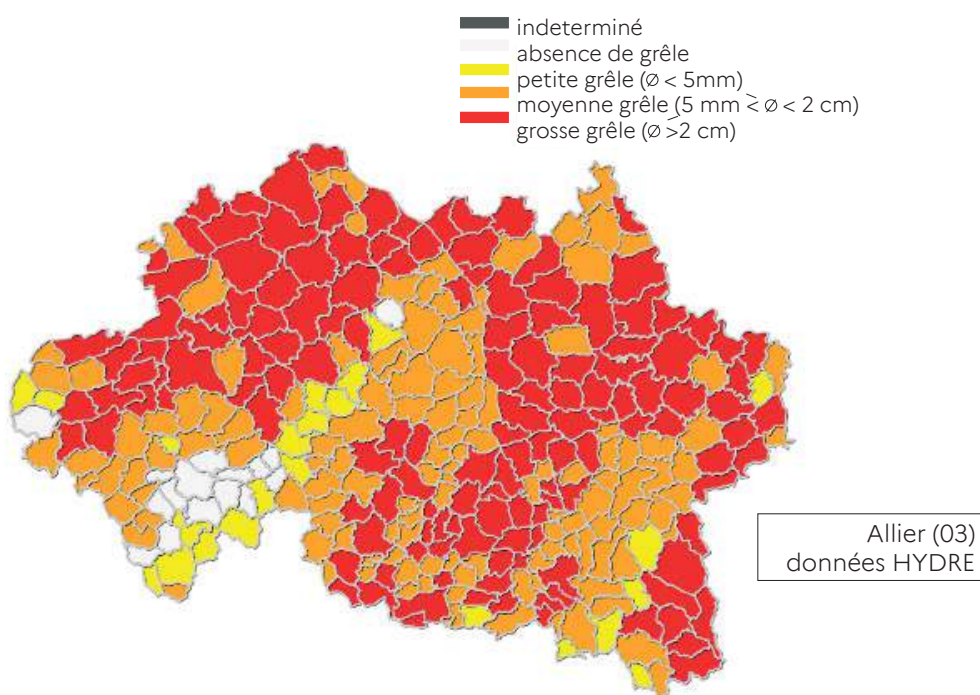 indeterminé
absence de grêle
petite grêle (⌀ < 5mm)
moyenne grêle (5 mm ≤ ⌀ < 2 cm)
grosse grêle (⌀ ≥2 cm)
Allier (03)
données HYDRE